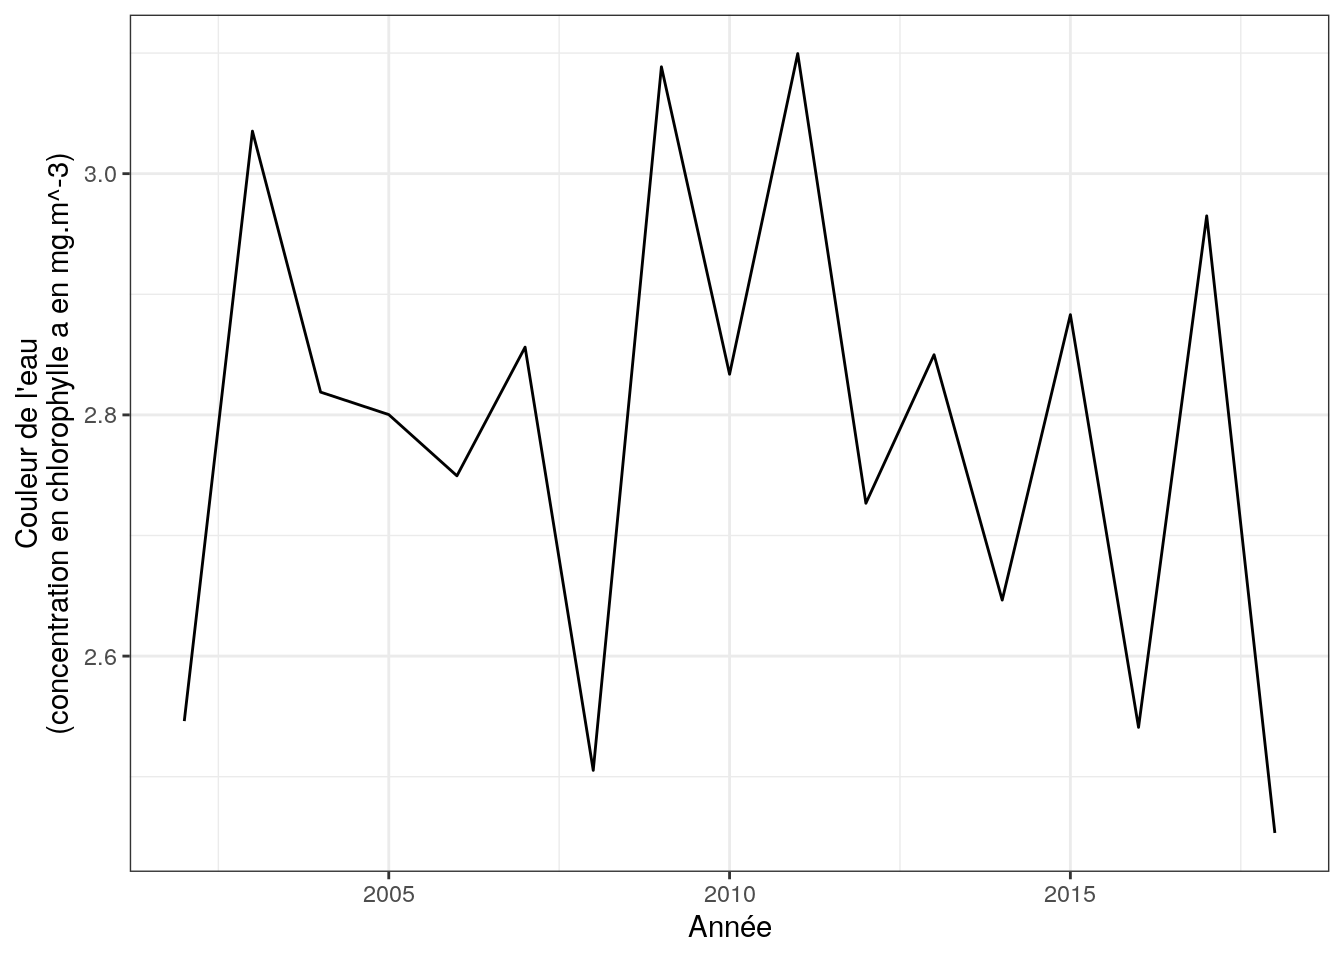 Couleur de l'eau
(concentration en chlorophylle a en mg.m^-3)
3.0
2.8
2.6
2005
2010
2015
Année